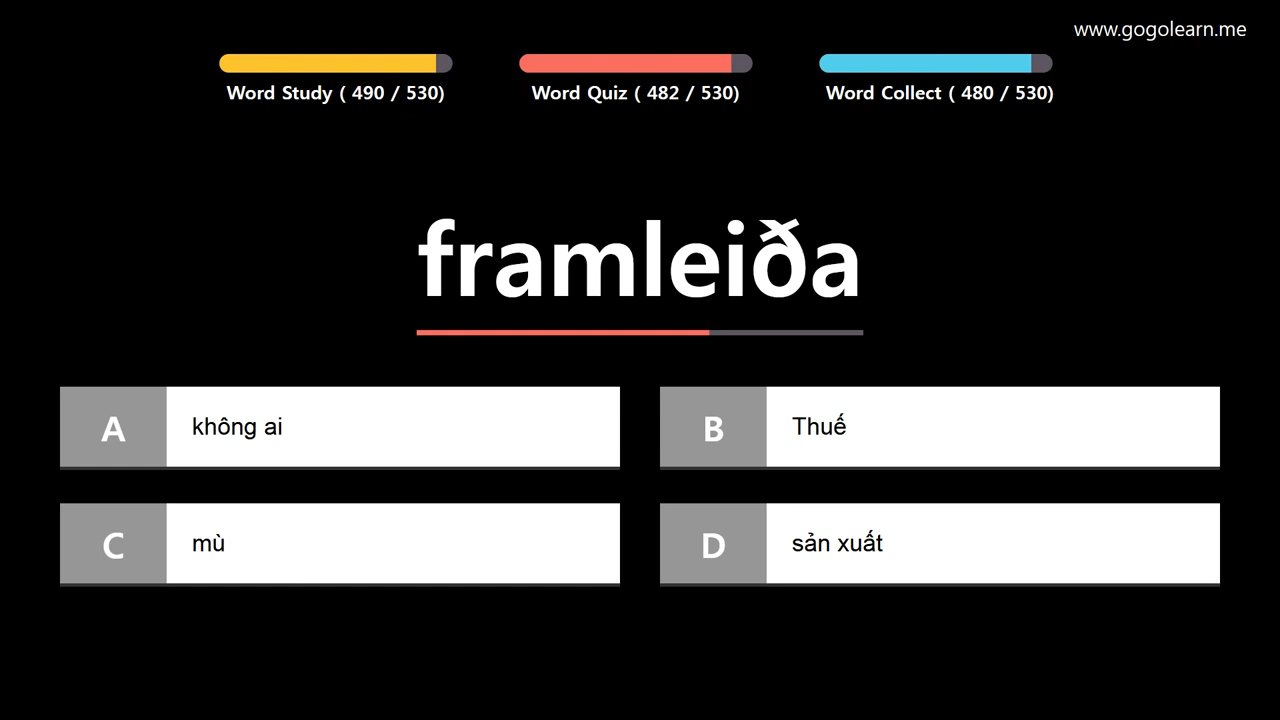 www.gogolearn.me
Word Study ( 490 / 530)
Word Quiz ( 482 / 530)
Word Collect ( 480 / 530)
framleiða
A không ai
B Thuế
C mù
D sản xuất